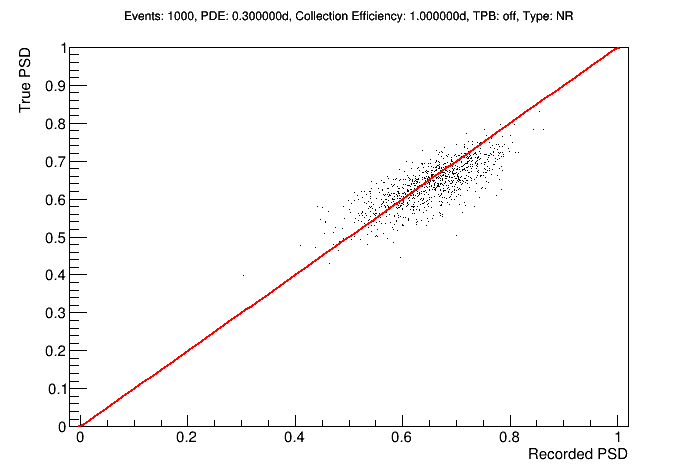 Events: 1000, PDE: 0.300000d, Collection Efficiency: 1.000000d, TPB: off, Type: NR
True PSD
1
0.9
0.8
0.7
0.6
0.5
0.4
0.3
0.2
0.1
0
0 0.2 0.4 0.6 0.8 1
Recorded PSD